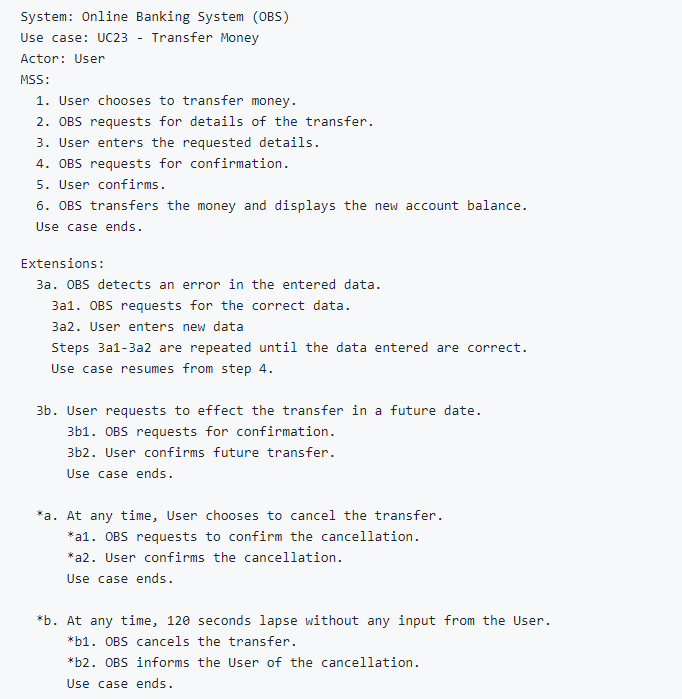 System: Online Banking System (OBS)
Use case: UC23 - Transfer Money
Actor: User
MSS:
1. User chooses to transfer money.
2. OBS requests for details of the transfer.
3. User enters the requested details.
4. OBS requests for confirmation.
5. User confirms.
6. OBS transfers the money and displays the new account balance.
Use case ends.
Extensions:
3a. OBS detects an error in the entered data.
3a1. OBS requests for the correct data.
3a2. User enters new data
Steps 3a1-3a2 are repeated until the data entered are correct.
Use case resumes from step 4.
3b. User requests to effect the transfer in a future date.
3b1. OBS requests for confirmation.
3b2. User confirms future transfer.
Use case ends.
*a. At any time, User chooses to cancel the transfer.
*a1. OBS requests to confirm the cancellation.
*a2. User confirms the cancellation.
Use case ends.
*b. At any time, 120 seconds lapse without any input from the User.
*b1. OBS cancels the transfer.
*b2. OBS informs the User of the cancellation.
Use case ends.